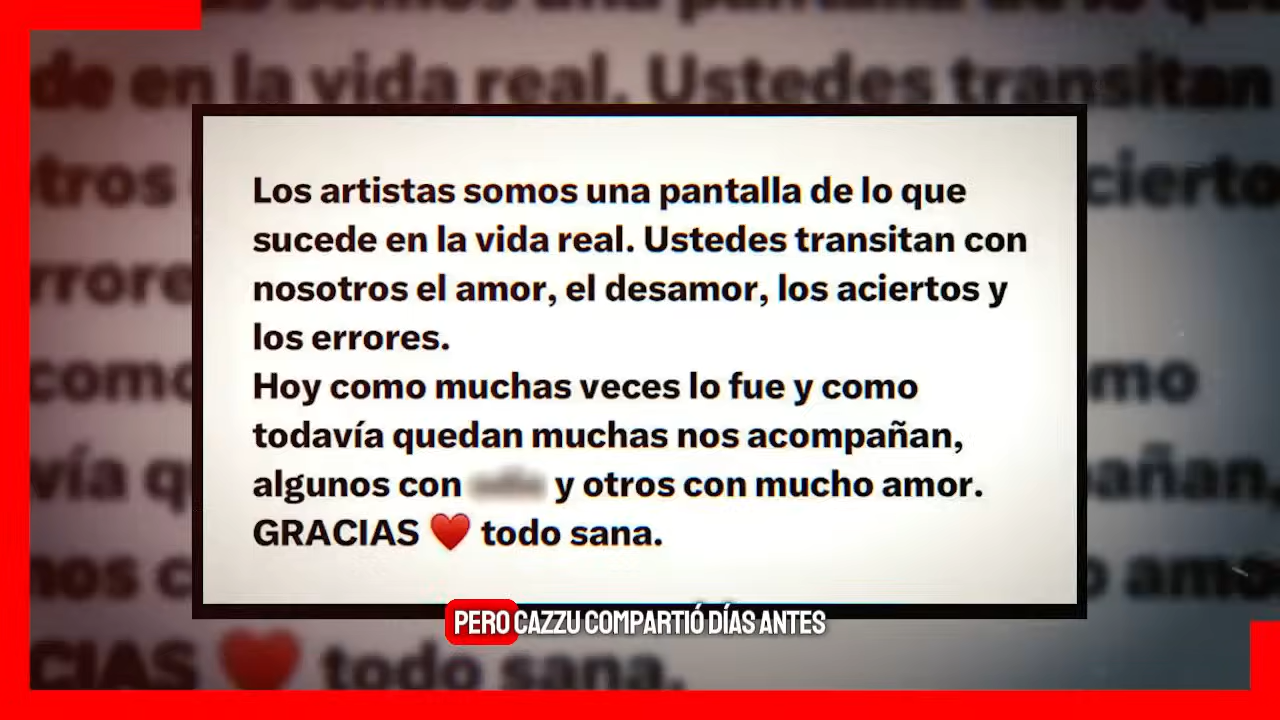 Los artistas somos una pantalla de lo que
sucede en la vida real. Ustedes transitan con
nosotros el amor, el desamor, los aciertos y
los errores.
Hoy como muchas veces lo fue y como
todavía quedan muchas nos acompañan,
algunos con y otros con mucho amor.
GRACIAS ❤️ todo sana.
PERO CAZZU COMPARTIÓ DÍAS ANTES